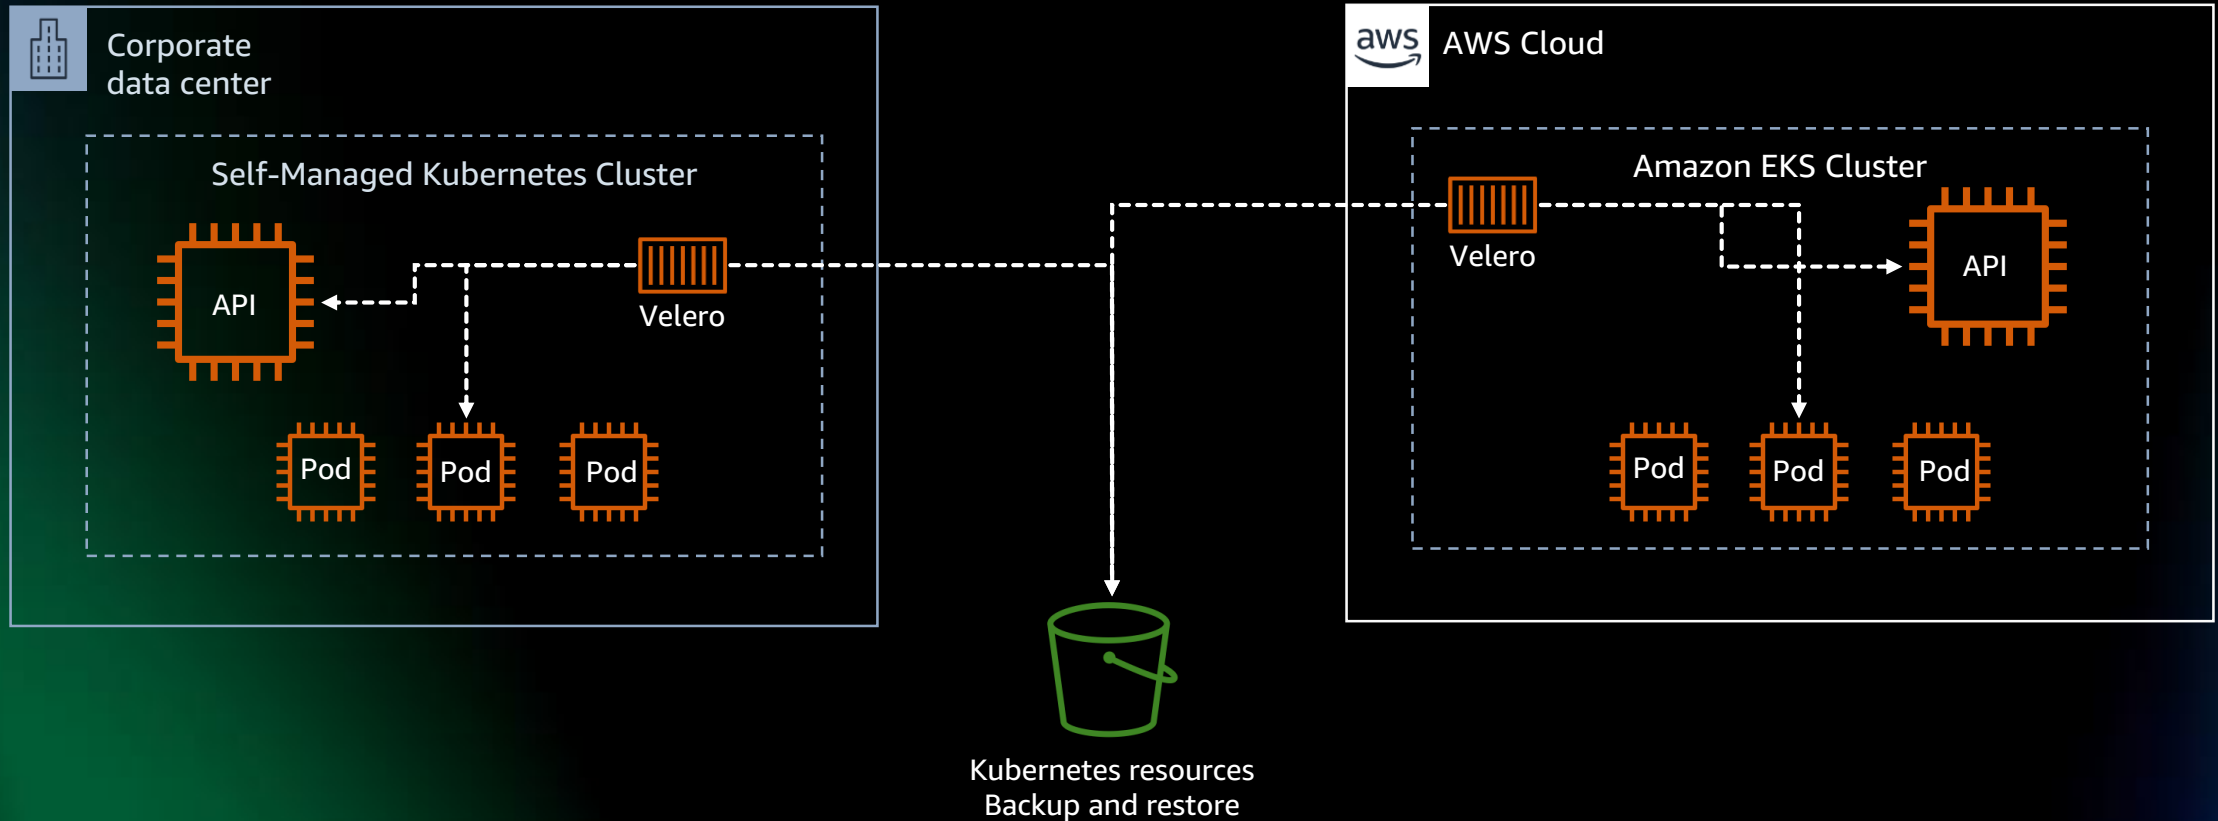 Corporate
data center
Self-Managed Kubernetes Cluster
API
Velero
Pod
Pod
Pod
aws
AWS Cloud
Amazon EKS Cluster
Velero
API
Pod
Pod
Pod
Kubernetes resources
Backup and restore